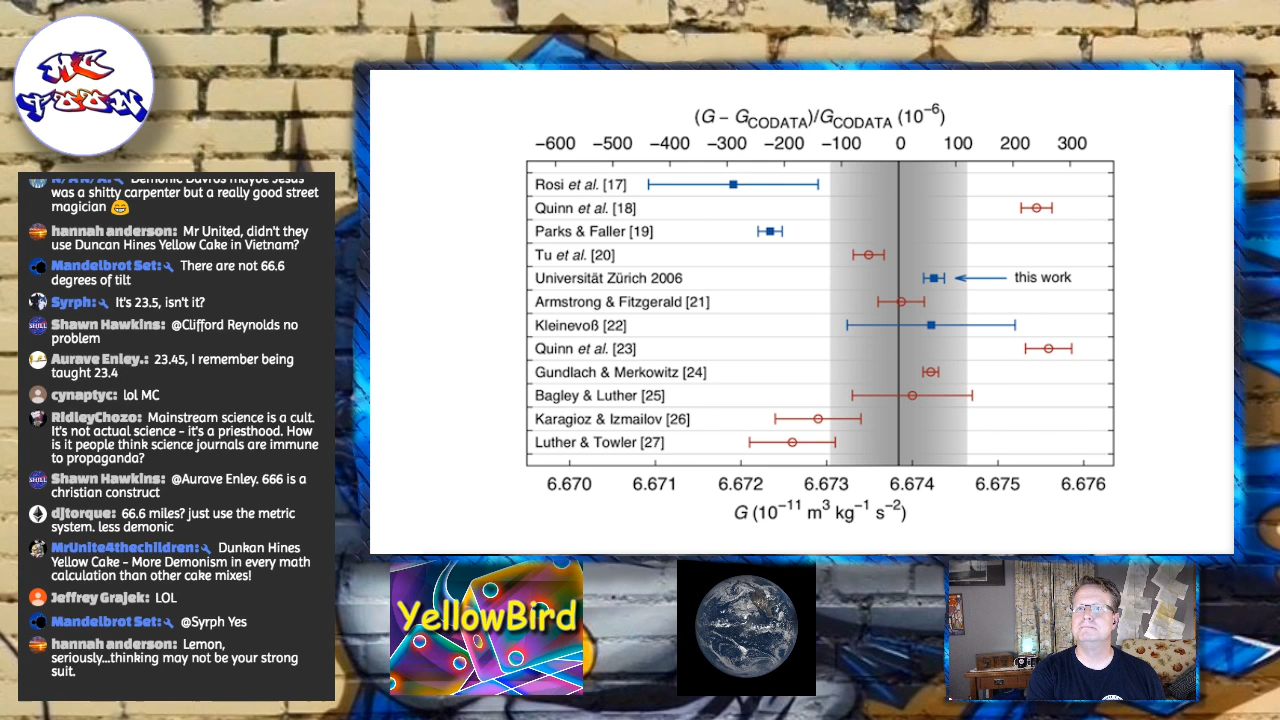 MC
TOON
N/A N/A: Demonic Davros maybe Jesus
was a shitty carpenter but a really good street
magician 😂
hannah anderson: Mr United, didn't they
use Duncan Hines Yellow Cake in Vietnam?
Mandelbrot Set: There are not 66.6
degrees of tilt
Syrph: It's 23.5, isn't it?
SHILL
Shawn Hawkins: @Clifford Reynolds no
problem
Aurave Enley.: 23.45, I remember being
taught 23.4
cynaptyc: lol MC
RidleyChozo: Mainstream science is a cult.
It's not actual science - it's a priesthood. How
is it people think science journals are immune
to propaganda?
SHILL
Shawn Hawkins: @Aurave Enley. 666 is a
christian construct
djtorque: 66.6 miles? just use the metric
system. less demonic
MrUnite4thechildren: Dunkan Hines
Yellow Cake - More Demonism in every math
calculation than other cake mixes!
Jeffrey Grajek: LOL
Mandelbrot Set: @Syrph Yes
hannah anderson: Lemon,
seriously...thinking may not be your strong
suit.
(G − G_CODATA)/G_CODATA (10⁻⁶)
−600 −500 −400 −300 −200 −100 0 100 200 300
Rosi et al. [17]
Quinn et al. [18]
Parks & Faller [19]
Tu et al. [20]
Universität Zürich 2006 this work
Armstrong & Fitzgerald [21]
Kleinevoß [22]
Quinn et al. [23]
Gundlach & Merkowitz [24]
Bagley & Luther [25]
Karagioz & Izmailov [26]
Luther & Towler [27]
6.670 6.671 6.672 6.673 6.674 6.675 6.676
G (10⁻¹¹ m³ kg⁻¹ s⁻²)
YellowBird